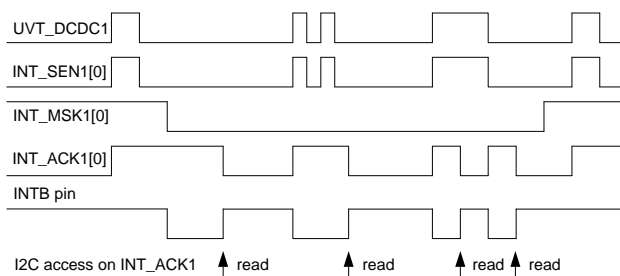 UVT_DCDC1
INT_SEN1[0]
INT_MSK1[0]
INT_ACK1[0]
INTB pin
I2C access on INT_ACK1 read read read read